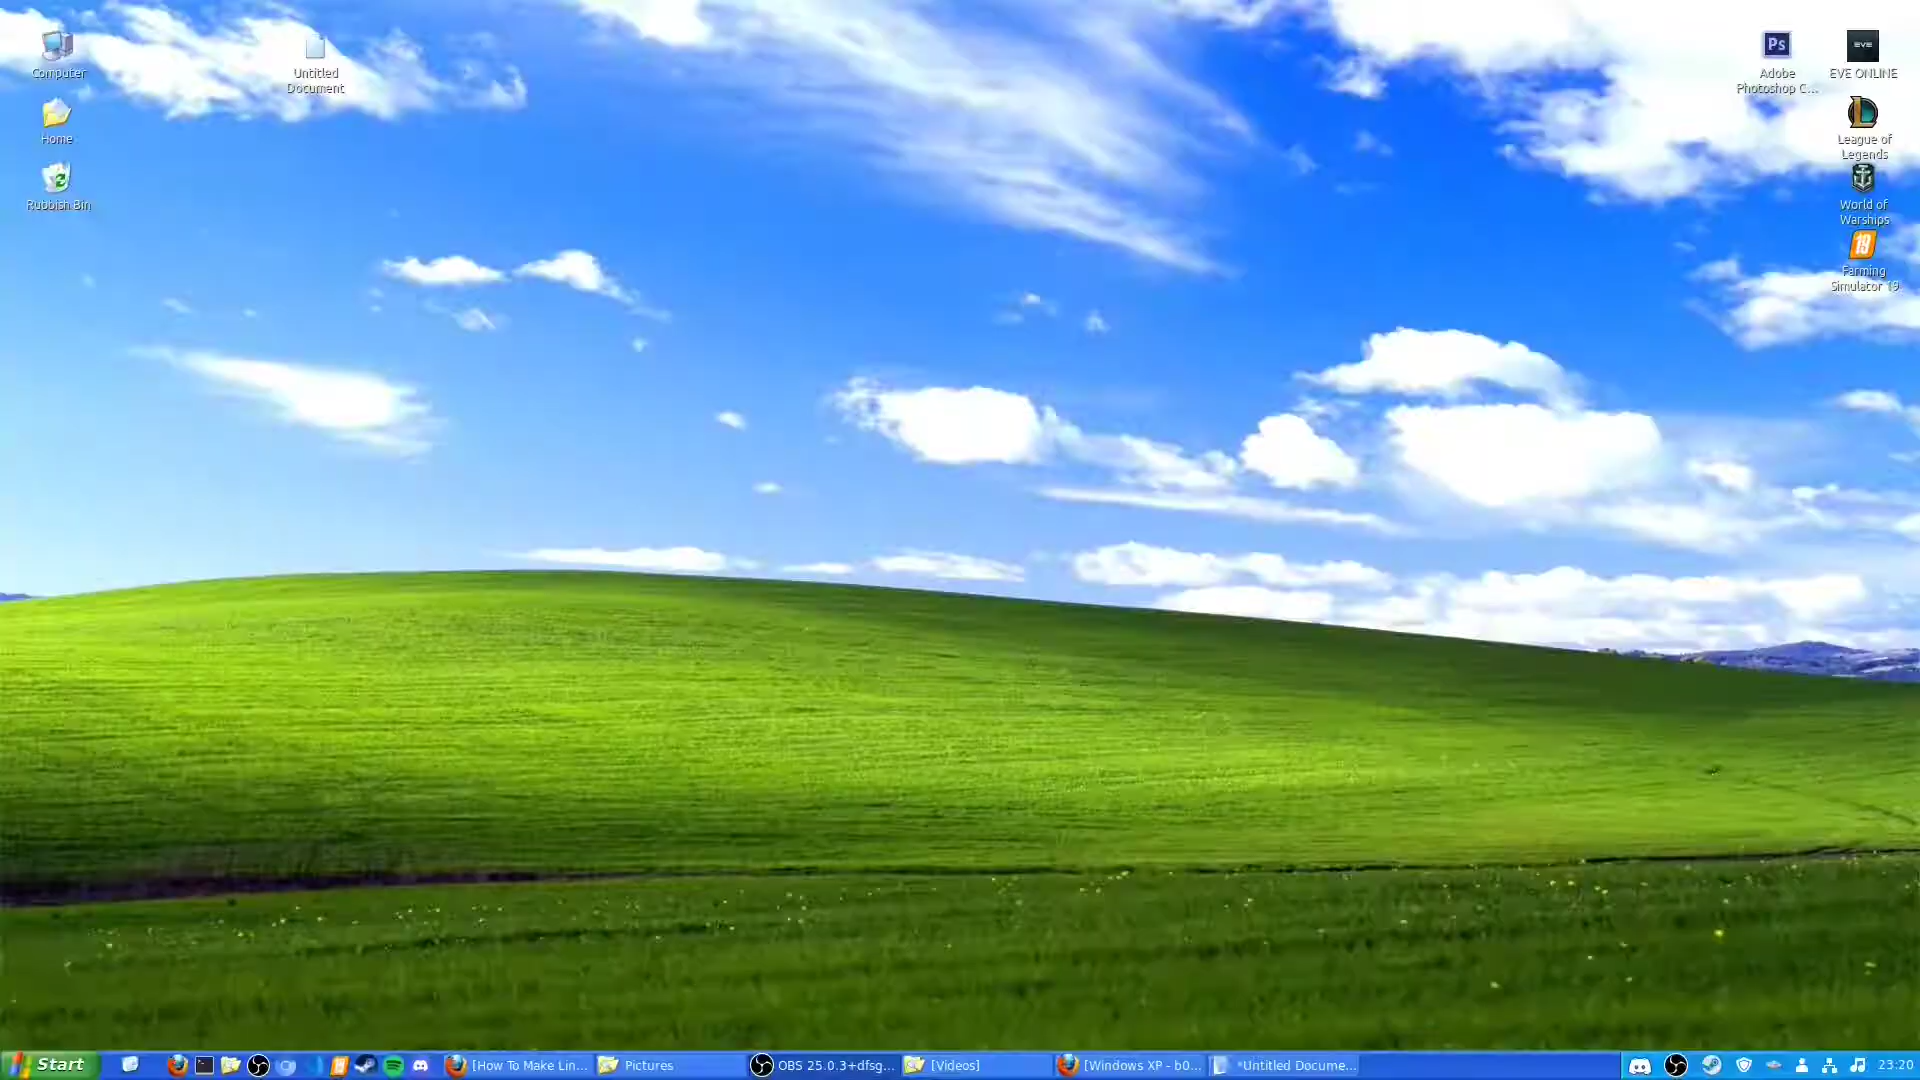 Computer
Untitled
Document
Home
Rubbish Bin
Ps
Adobe
Photoshop C...
EVE
EVE ONLINE
League of
Legends
World of
Warships
19
Farming
Simulator 19
Start
[How To Make Lin...
Pictures
OBS 25.0.3+dfsg...
[Videos]
[Windows XP - b0...
*Untitled Docume...
23:20